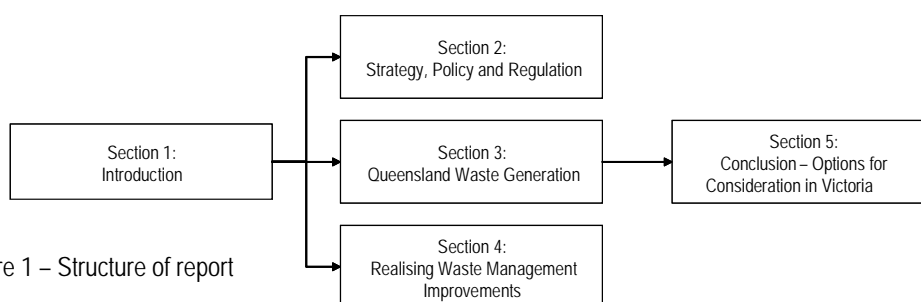 Section 1:
Introduction
Section 2:
Strategy, Policy and Regulation
Section 3:
Queensland Waste Generation
Section 4:
Realising Waste Management
Improvements
Section 5:
Conclusion – Options for
Consideration in Victoria
re 1 – Structure of report